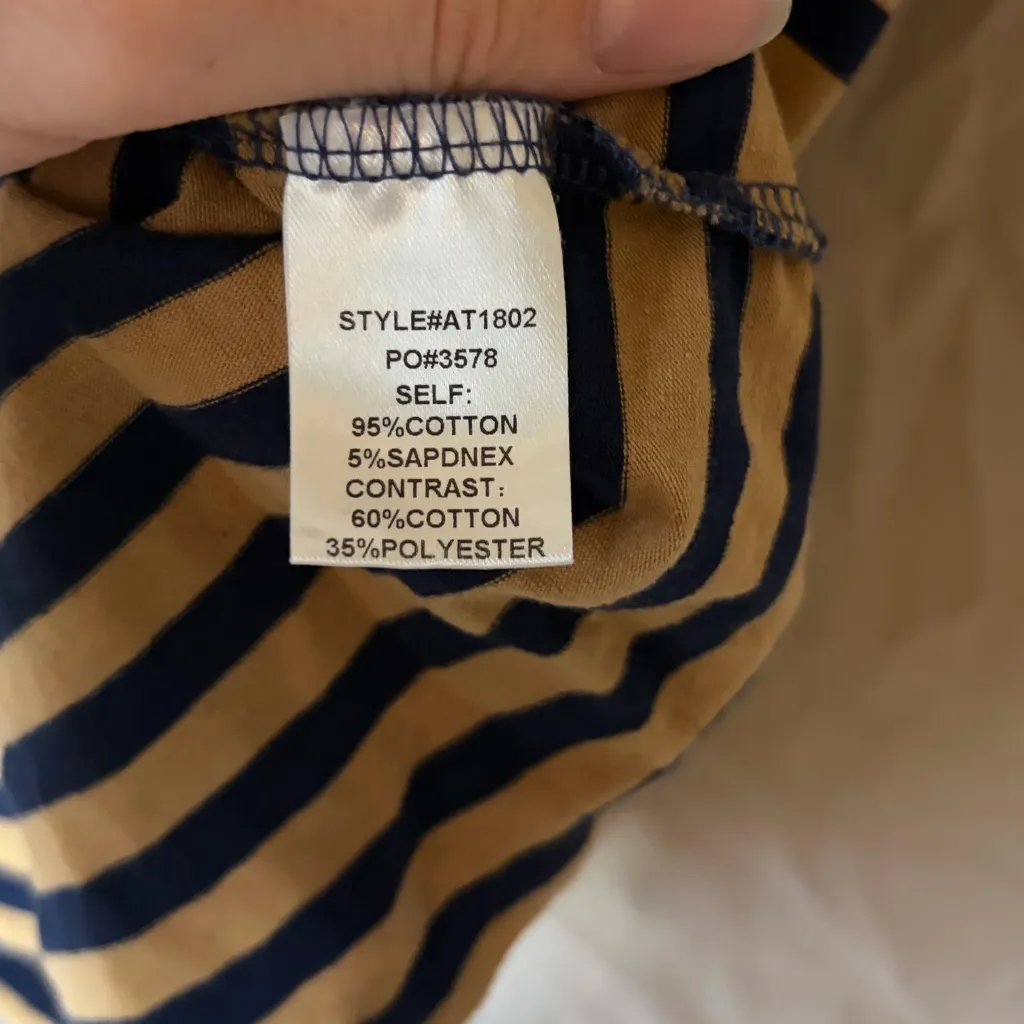 STYLE#AT1802
PO#3578
SELF:
95%COTTON
5%SAPDNEX
CONTRAST:
60%COTTON
35%POLYESTER